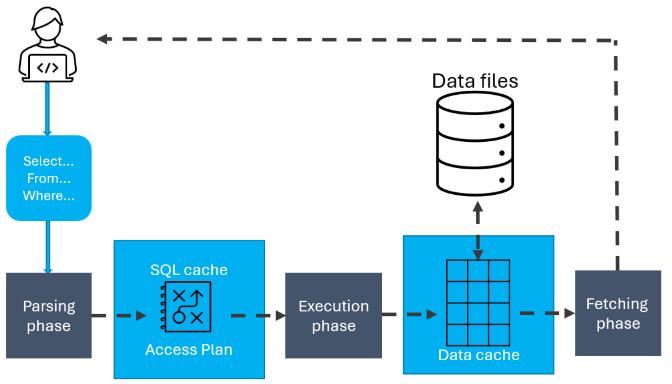 </>
Data files
Select...
From...
Where...
SQL cache
Access Plan
Parsing
phase
Execution
phase
Data cache
Fetching
phase